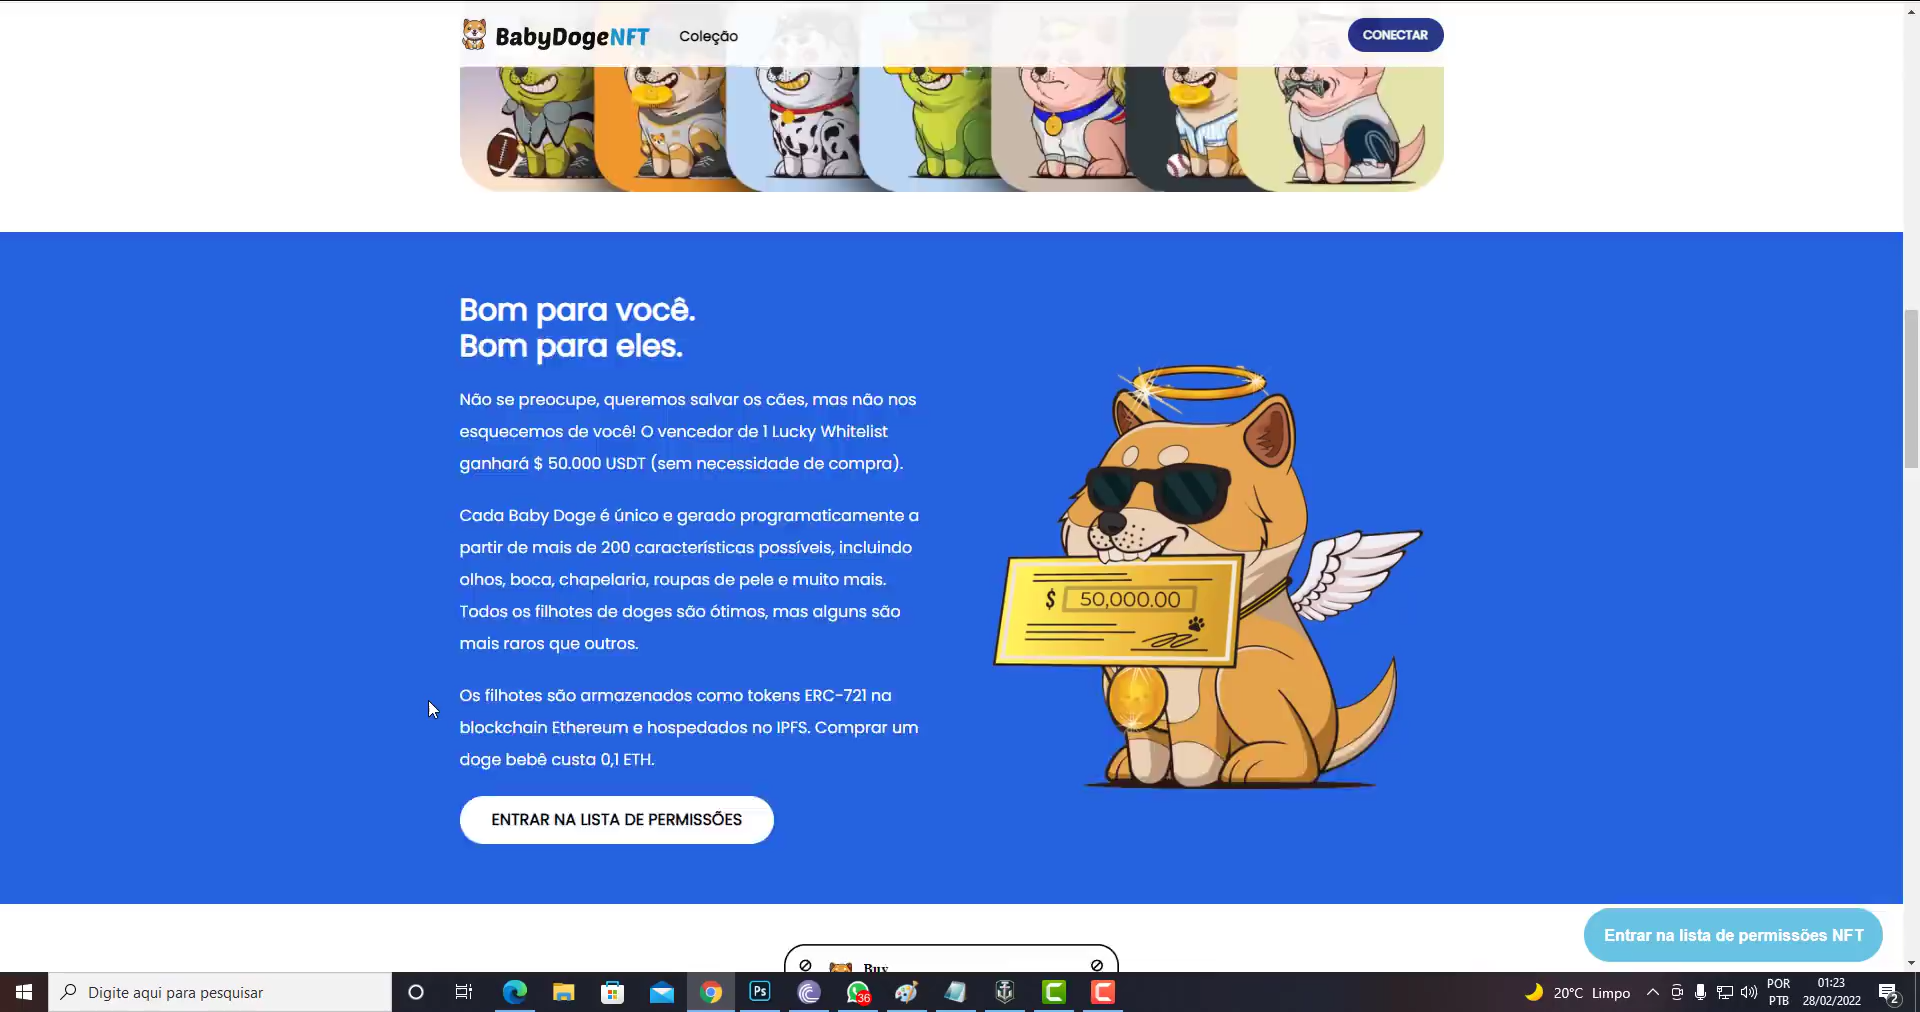 BabyDogeNFT
Coleção
CONECTAR
Bom para você.
Bom para eles.
Não se preocupe, queremos salvar os cães, mas não nos
esquecemos de você! O vencedor de 1 Lucky Whitelist
ganhará $ 50.000 USDT (sem necessidade de compra).
Cada Baby Doge é único e gerado programaticamente a
partir de mais de 200 características possíveis, incluindo
olhos, boca, chapelaria, roupas de pele e muito mais.
Todos os filhotes de doges são ótimos, mas alguns são
mais raros que outros.
Os filhotes são armazenados como tokens ERC-721 na
blockchain Ethereum e hospedados no IPFS. Comprar um
doge bebê custa 0,1 ETH.
ENTRAR NA LISTA DE PERMISSÕES
$ 50,000.00
Entrar na lista de permissões NFT
Buy
Digite aqui para pesquisar
Ps
36
C
C
20°C Limpo
POR
PTB
01:23
28/02/2022
2